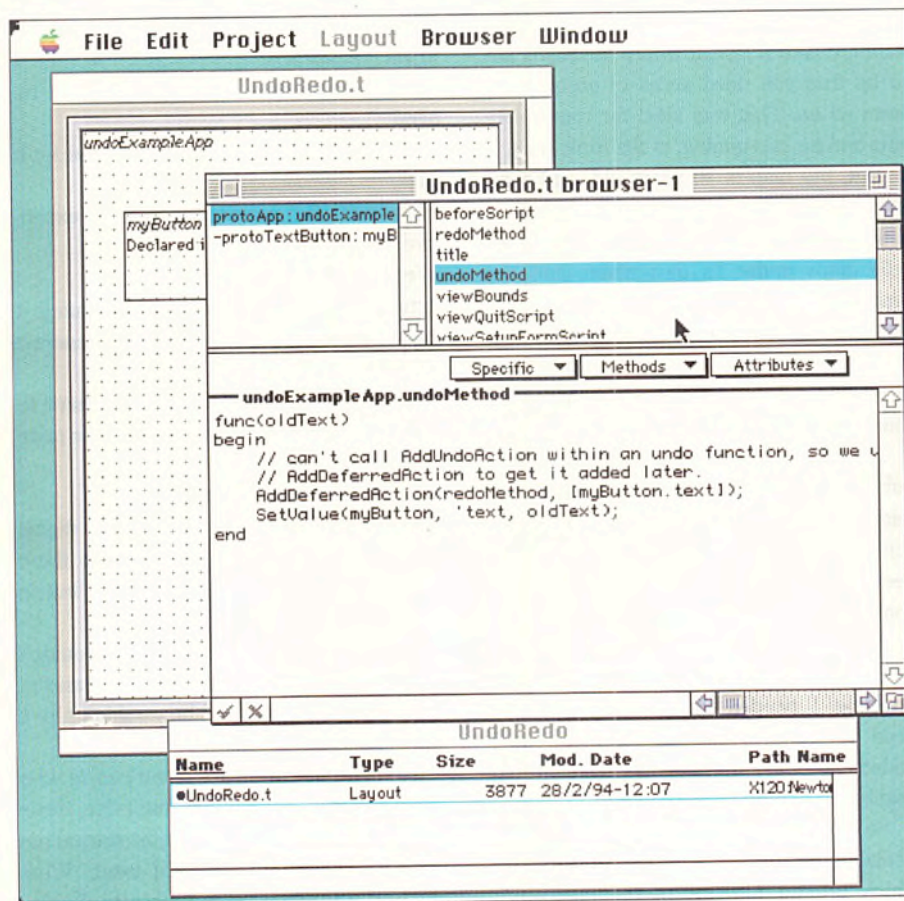 File Edit Project Layout Browser Window
UndoRedo.t
undoExampleApp
myButton
Declared i
UndoRedo.t browser-1
protoApp: undoExample
-protoTextButton: myB
beforeScript
redoMethod
title
undoMethod
viewBounds
viewQuitScript
viewSetupFormScript
Specific Methods Attributes
undoExampleApp.undoMethod
func(oldText)
begin
// can't call AddUndoAction within an undo function, so we u
// AddDeferredAction to get it added later.
AddDeferredAction(redoMethod, [myButton.text]);
SetValue(myButton, 'text, oldText);
end
UndoRedo
Name Type Size Mod. Date Path Name
●UndoRedo.t Layout 3877 28/2/94-12:07 X120:Newto